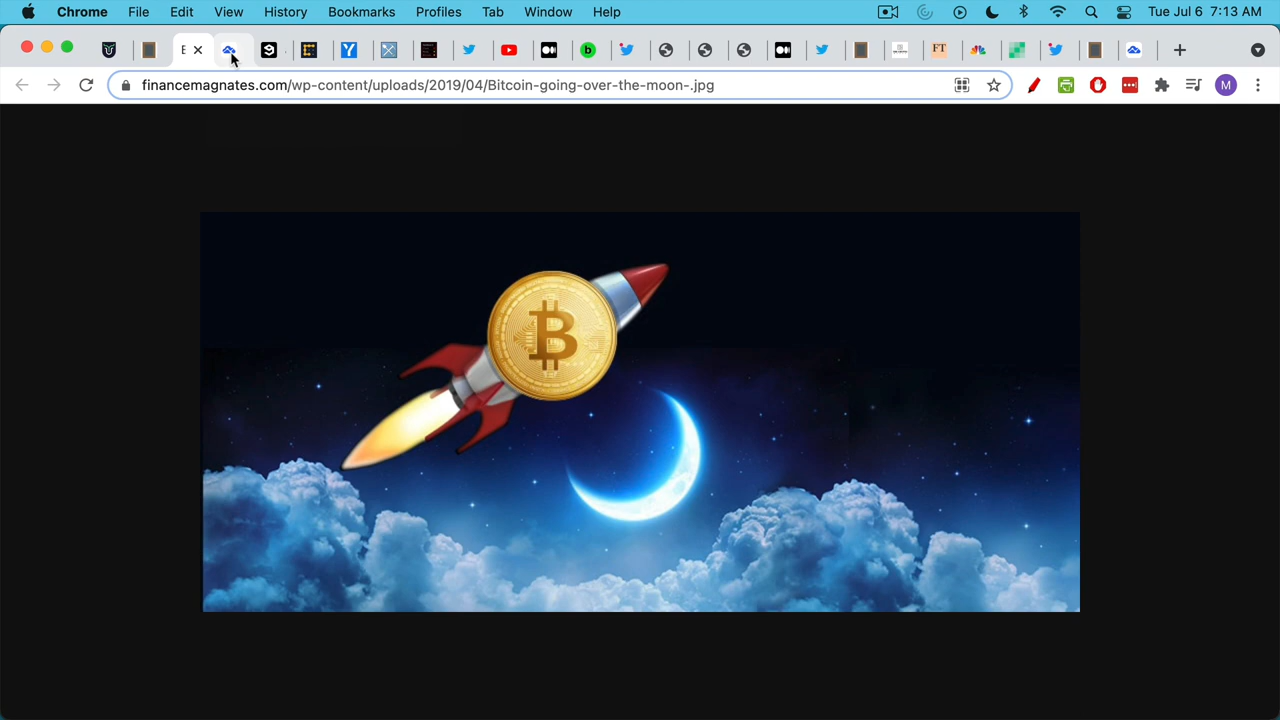 Chrome File Edit View History Bookmarks Profiles Tab Window Help Tue Jul 6 7:13 AM
E Y b FT
financemagnates.com/wp-content/uploads/2019/04/Bitcoin-going-over-the-moon-.jpg M